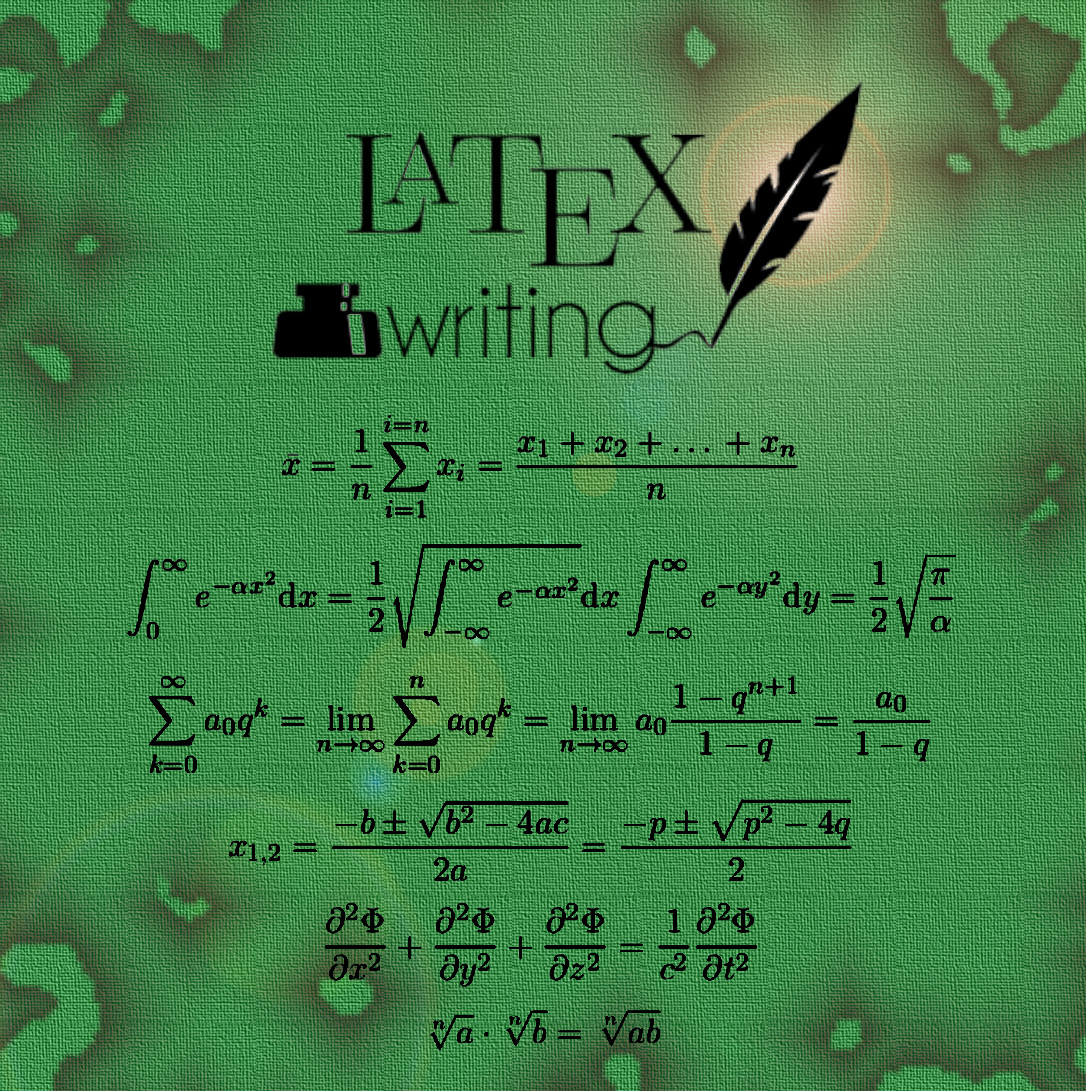 LATEX
writing
x̄ = \frac{1}{n} \sum_{i=1}^{i=n} x_i = \frac{x_1 + x_2 + \ldots + x_n}{n}
\int_0^\infty e^{-\alpha x^2} \mathrm{d}x = \frac{1}{2} \sqrt{\int_{-\infty}^{\infty} e^{-\alpha x^2}} \mathrm{d}x \int_{-\infty}^{\infty} e^{-\alpha y^2} \mathrm{d}y = \frac{1}{2} \sqrt{\frac{\pi}{\alpha}}
\sum_{k=0}^{\infty} a_0 q^k = \lim_{n \to \infty} \sum_{k=0}^{n} a_0 q^k = \lim_{n \to \infty} a_0 \frac{1 - q^{n+1}}{1 - q} = \frac{a_0}{1 - q}
x_{1,2} = \frac{-b \pm \sqrt{b^2 - 4ac}}{2a} = \frac{-p \pm \sqrt{p^2 - 4q}}{2}
\frac{\partial^2 \Phi}{\partial x^2} + \frac{\partial^2 \Phi}{\partial y^2} + \frac{\partial^2 \Phi}{\partial z^2} = \frac{1}{c^2} \frac{\partial^2 \Phi}{\partial t^2}
\sqrt[n]{a} \cdot \sqrt[n]{b} = \sqrt[n]{ab}